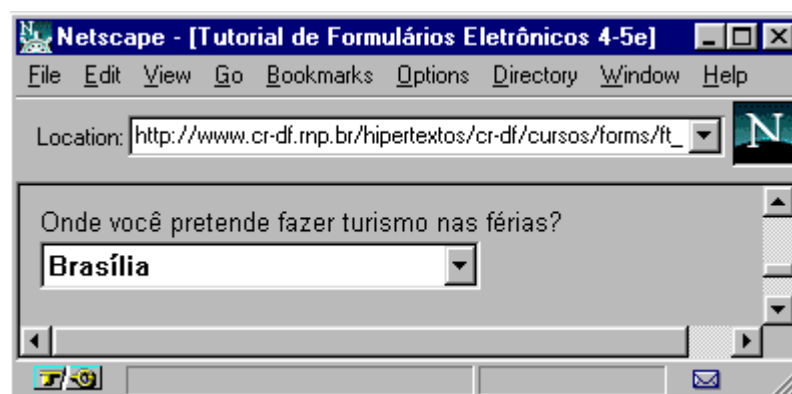 Netscape - [Tutorial de Formulários Eletrônicos 4-5e]
File Edit View Go Bookmarks Options Directory Window Help
Location: http://www.cr-df.rnp.br/hipertextos/cr-df/cursos/forms/ft_ N
Onde você pretende fazer turismo nas férias?
Brasília